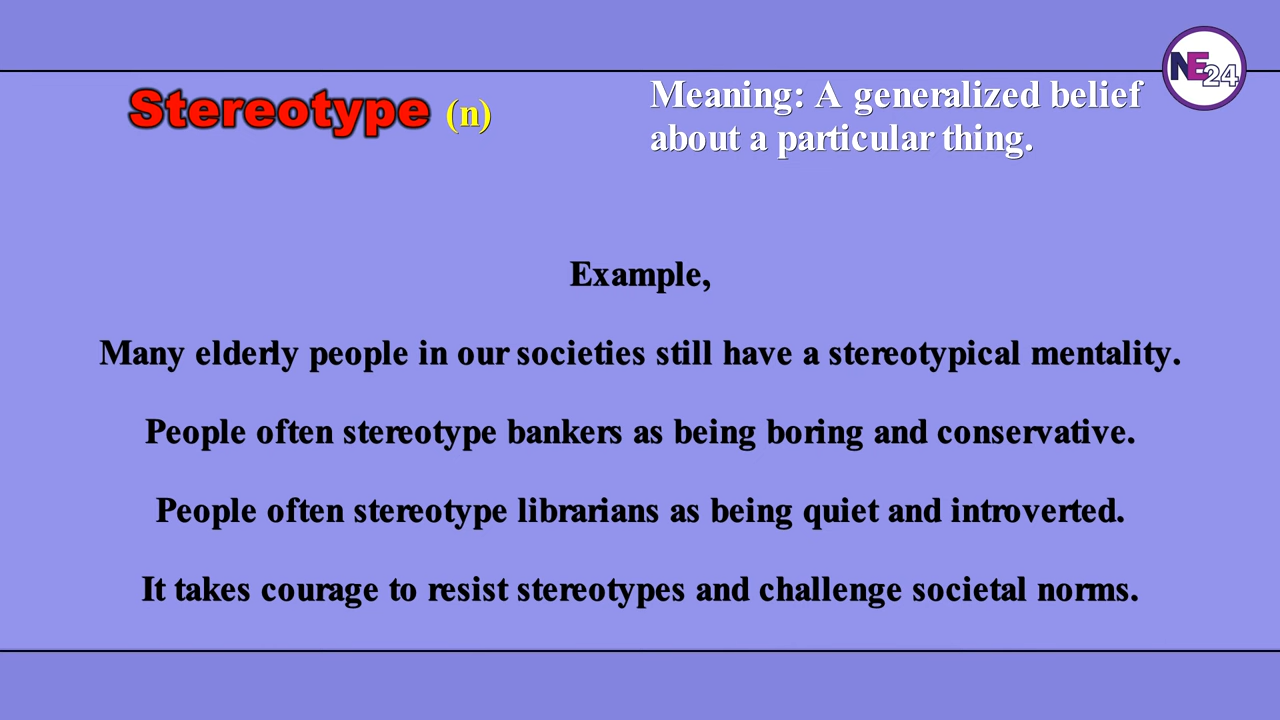 NE24
Stereotype (n)
Meaning: A generalized belief
about a particular thing.
Example,
Many elderly people in our societies still have a stereotypical mentality.
People often stereotype bankers as being boring and conservative.
People often stereotype librarians as being quiet and introverted.
It takes courage to resist stereotypes and challenge societal norms.